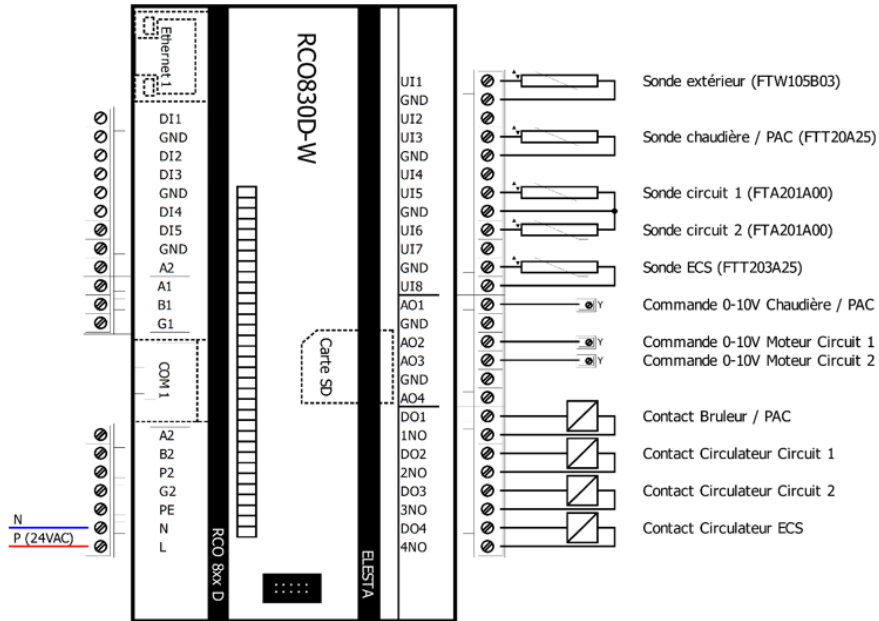 Ethernet 1
RCO830D-W
DI1
GND
DI2
DI3
GND
DI4
DI5
GND
A2
A1
B1
G1
COM 1
A2
B2
P2
G2
PE
N
L
N
P (24VAC)
RCO 8xx D
Carte SD
ELESTA
UI1
GND
UI2
UI3
GND
UI4
UI5
GND
UI6
UI7
GND
UI8
AO1
GND
AO2
AO3
GND
AO4
DO1
1NO
DO2
2NO
DO3
3NO
DO4
4NO
Sonde extérieur (FTW105B03)
Sonde chaudière / PAC (FTT20A25)
Sonde circuit 1 (FTA201A00)
Sonde circuit 2 (FTA201A00)
Sonde ECS (FTT203A25)
Y Commande 0-10V Chaudière / PAC
Y Commande 0-10V Moteur Circuit 1
Y Commande 0-10V Moteur Circuit 2
Contact Bruleur / PAC
Contact Circulateur Circuit 1
Contact Circulateur Circuit 2
Contact Circulateur ECS